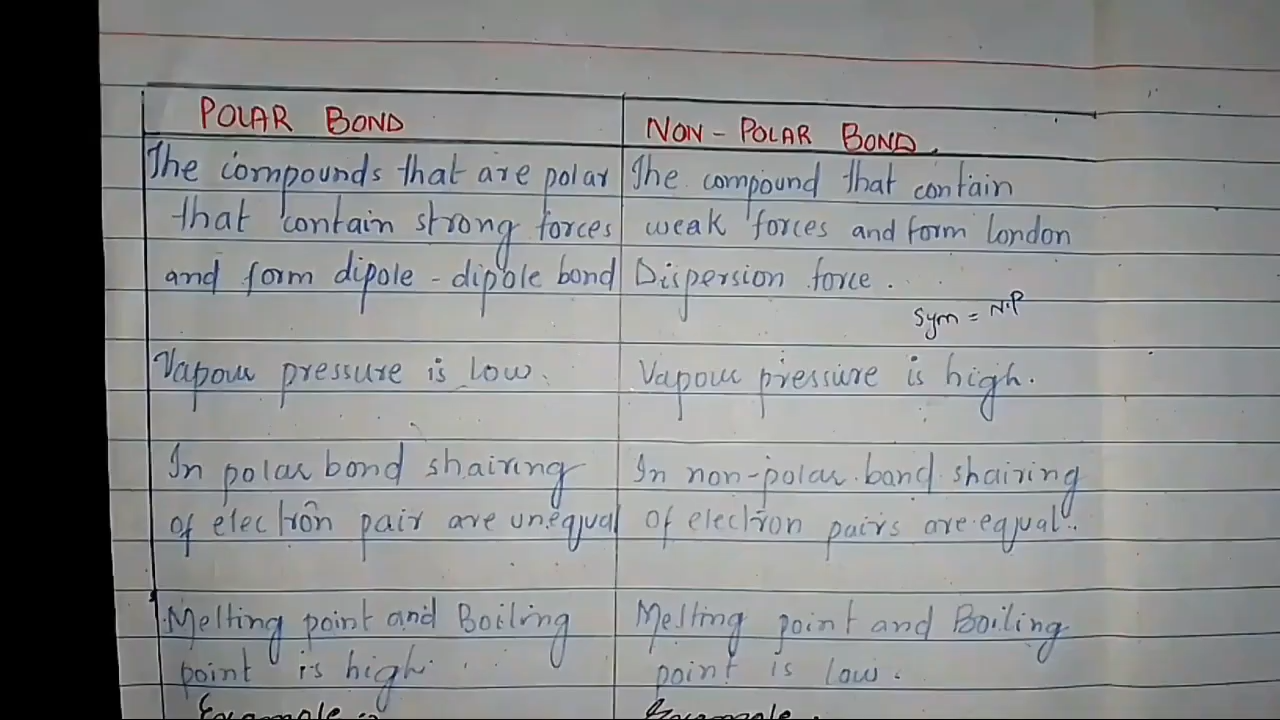 POLAR BOND
NON-POLAR BOND.
The compounds that are polar
that contain strong forces
and form dipole-dipole bond
The compound that contain
weak forces and form london
Dispersion force.
Sym = N.P
Vapour pressure is low.
Vapour pressure is high.
In polar bond shairing
of electron pair are unequal
In non-polar band shairing
of electron pairs are equal.
Melting point and Boiling
point is high.
Melting point and Boiling
point is low.
Example :-
Example :